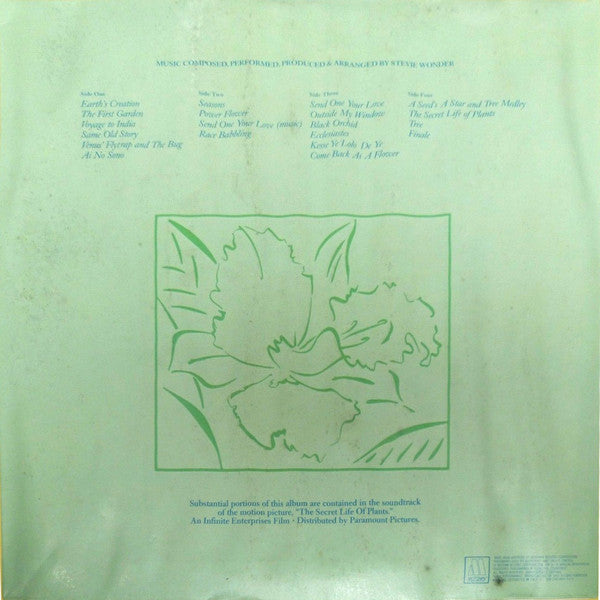 MUSIC COMPOSED, PERFORMED, PRODUCED & ARRANGED BY STEVIE WONDER
Side One
Earth's Creation
The First Garden
Voyage to India
Same Old Story
Venus' Flytrap and The Bug
Ai No Sono
Side Two
Seasons
Power Flower
Send One Your Love (music)
Race Babbling
Side Three
Send One Your Love
Outside My Window
Black Orchid
Ecclesiastes
Kesse Ye' Lolo De Ye
Come Back As A Flower
Side Four
A Seed's A Star and Tree Medley
The Secret Life of Plants
Tree
Finale
Substantial portions of this album are contained in the soundtrack
of the motion picture, "The Secret Life Of Plants."
An Infinite Enterprises Film · Distributed by Paramount Pictures.